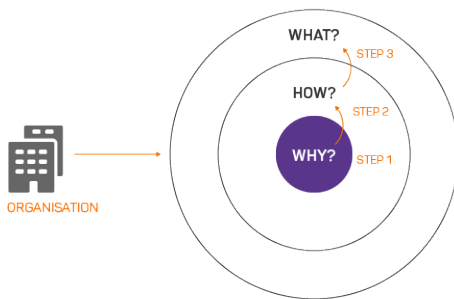 WHAT?
STEP 3
HOW?
STEP 2
WHY?
STEP 1
ORGANISATION